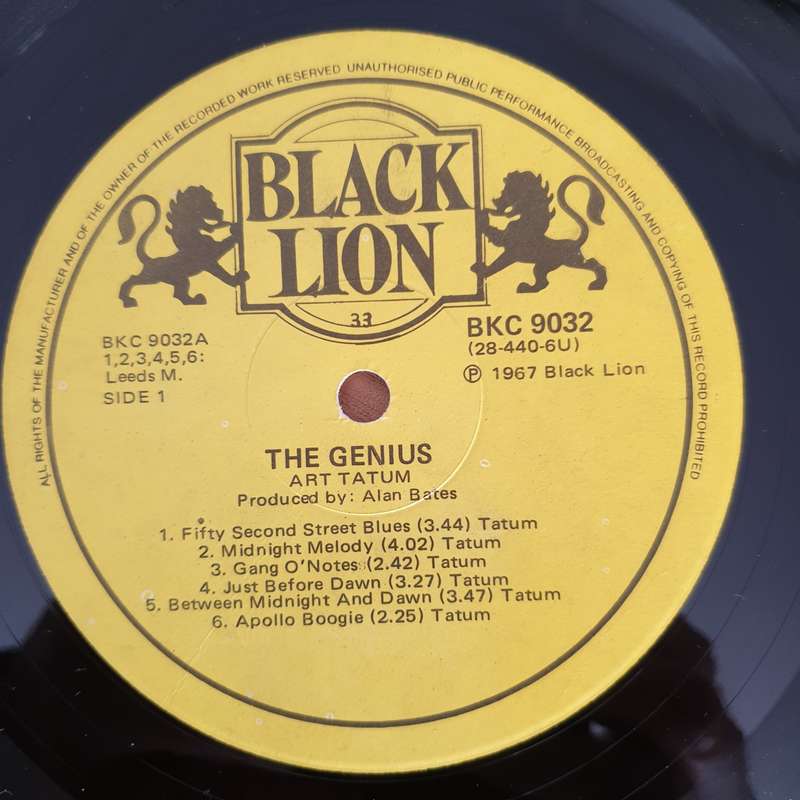 ALL RIGHTS OF THE MANUFACTURER AND OF THE OWNER OF THE RECORDED WORK RESERVED UNAUTHORISED PUBLIC PERFORMANCE BROADCASTING AND COPYING OF THIS RECORD PROHIBITED
BLACK
LION
33
BKC 9032A
1,2,3,4,5,6:
Leeds M.
SIDE 1
BKC 9032
(28-440-6U)
Ⓟ 1967 Black Lion
THE GENIUS
ART TATUM
Produced by: Alan Bates
1. Fifty Second Street Blues (3.44) Tatum
2. Midnight Melody (4.02) Tatum
3. Gang O'Notes (2.42) Tatum
4. Just Before Dawn (3.27) Tatum
5. Between Midnight And Dawn (3.47) Tatum
6. Apollo Boogie (2.25) Tatum